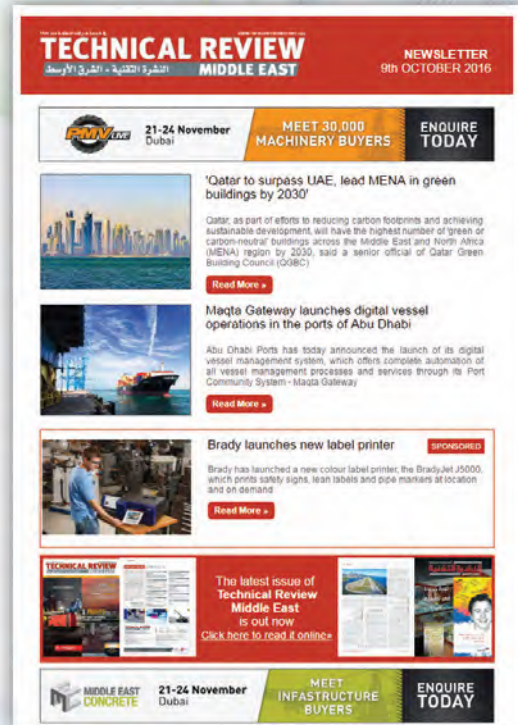 TECHNICAL REVIEW
النشرة التقنية - الشرق الأوسط MIDDLE EAST
NEWSLETTER
9th OCTOBER 2016
PMV LIVE
21-24 November
Dubai
MEET 30,000
MACHINERY BUYERS
ENQUIRE
TODAY
'Qatar to surpass UAE, lead MENA in green
buildings by 2030'
Qatar, as part of efforts to reducing carbon footprints and achieving
sustainable development, will have the highest number of 'green or
carbon-neutral' buildings across the Middle East and North Africa
(MENA) region by 2030, said a senior official of Qatar Green
Building Council (QGBC)
Read More »
Maqta Gateway launches digital vessel
operations in the ports of Abu Dhabi
Abu Dhabi Ports has today announced the launch of its digital
vessel management system, which offers complete automation of
all vessel management processes and services through its Port
Community System - Maqta Gateway
Read More »
Brady launches new label printer
SPONSORED
Brady has launched a new colour label printer, the BradyJet J5000,
which prints safety signs, lean labels and pipe markers at location
and on demand
Read More »
TECHNICAL REVIEW
The latest issue of
Technical Review
Middle East
is out now
Click here to read it online»
MIDDLE EAST
CONCRETE
21-24 November
Dubai
MEET
INFASTRUCTURE
BUYERS
ENQUIRE
TODAY